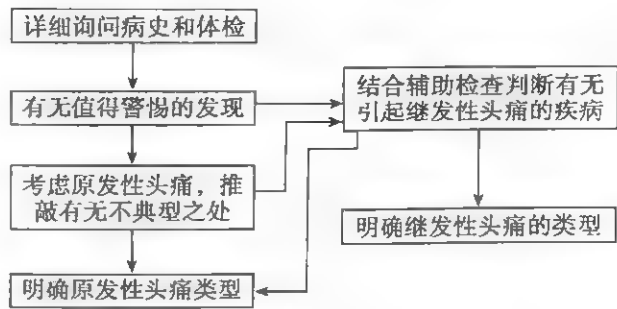 详细询问病史和体检
有无值得警惕的发现
考虑原发性头痛，推
敲有无不典型之处
明确原发性头痛类型
结合辅助检查判断有无
引起继发性头痛的疾病
明确继发性头痛的类型